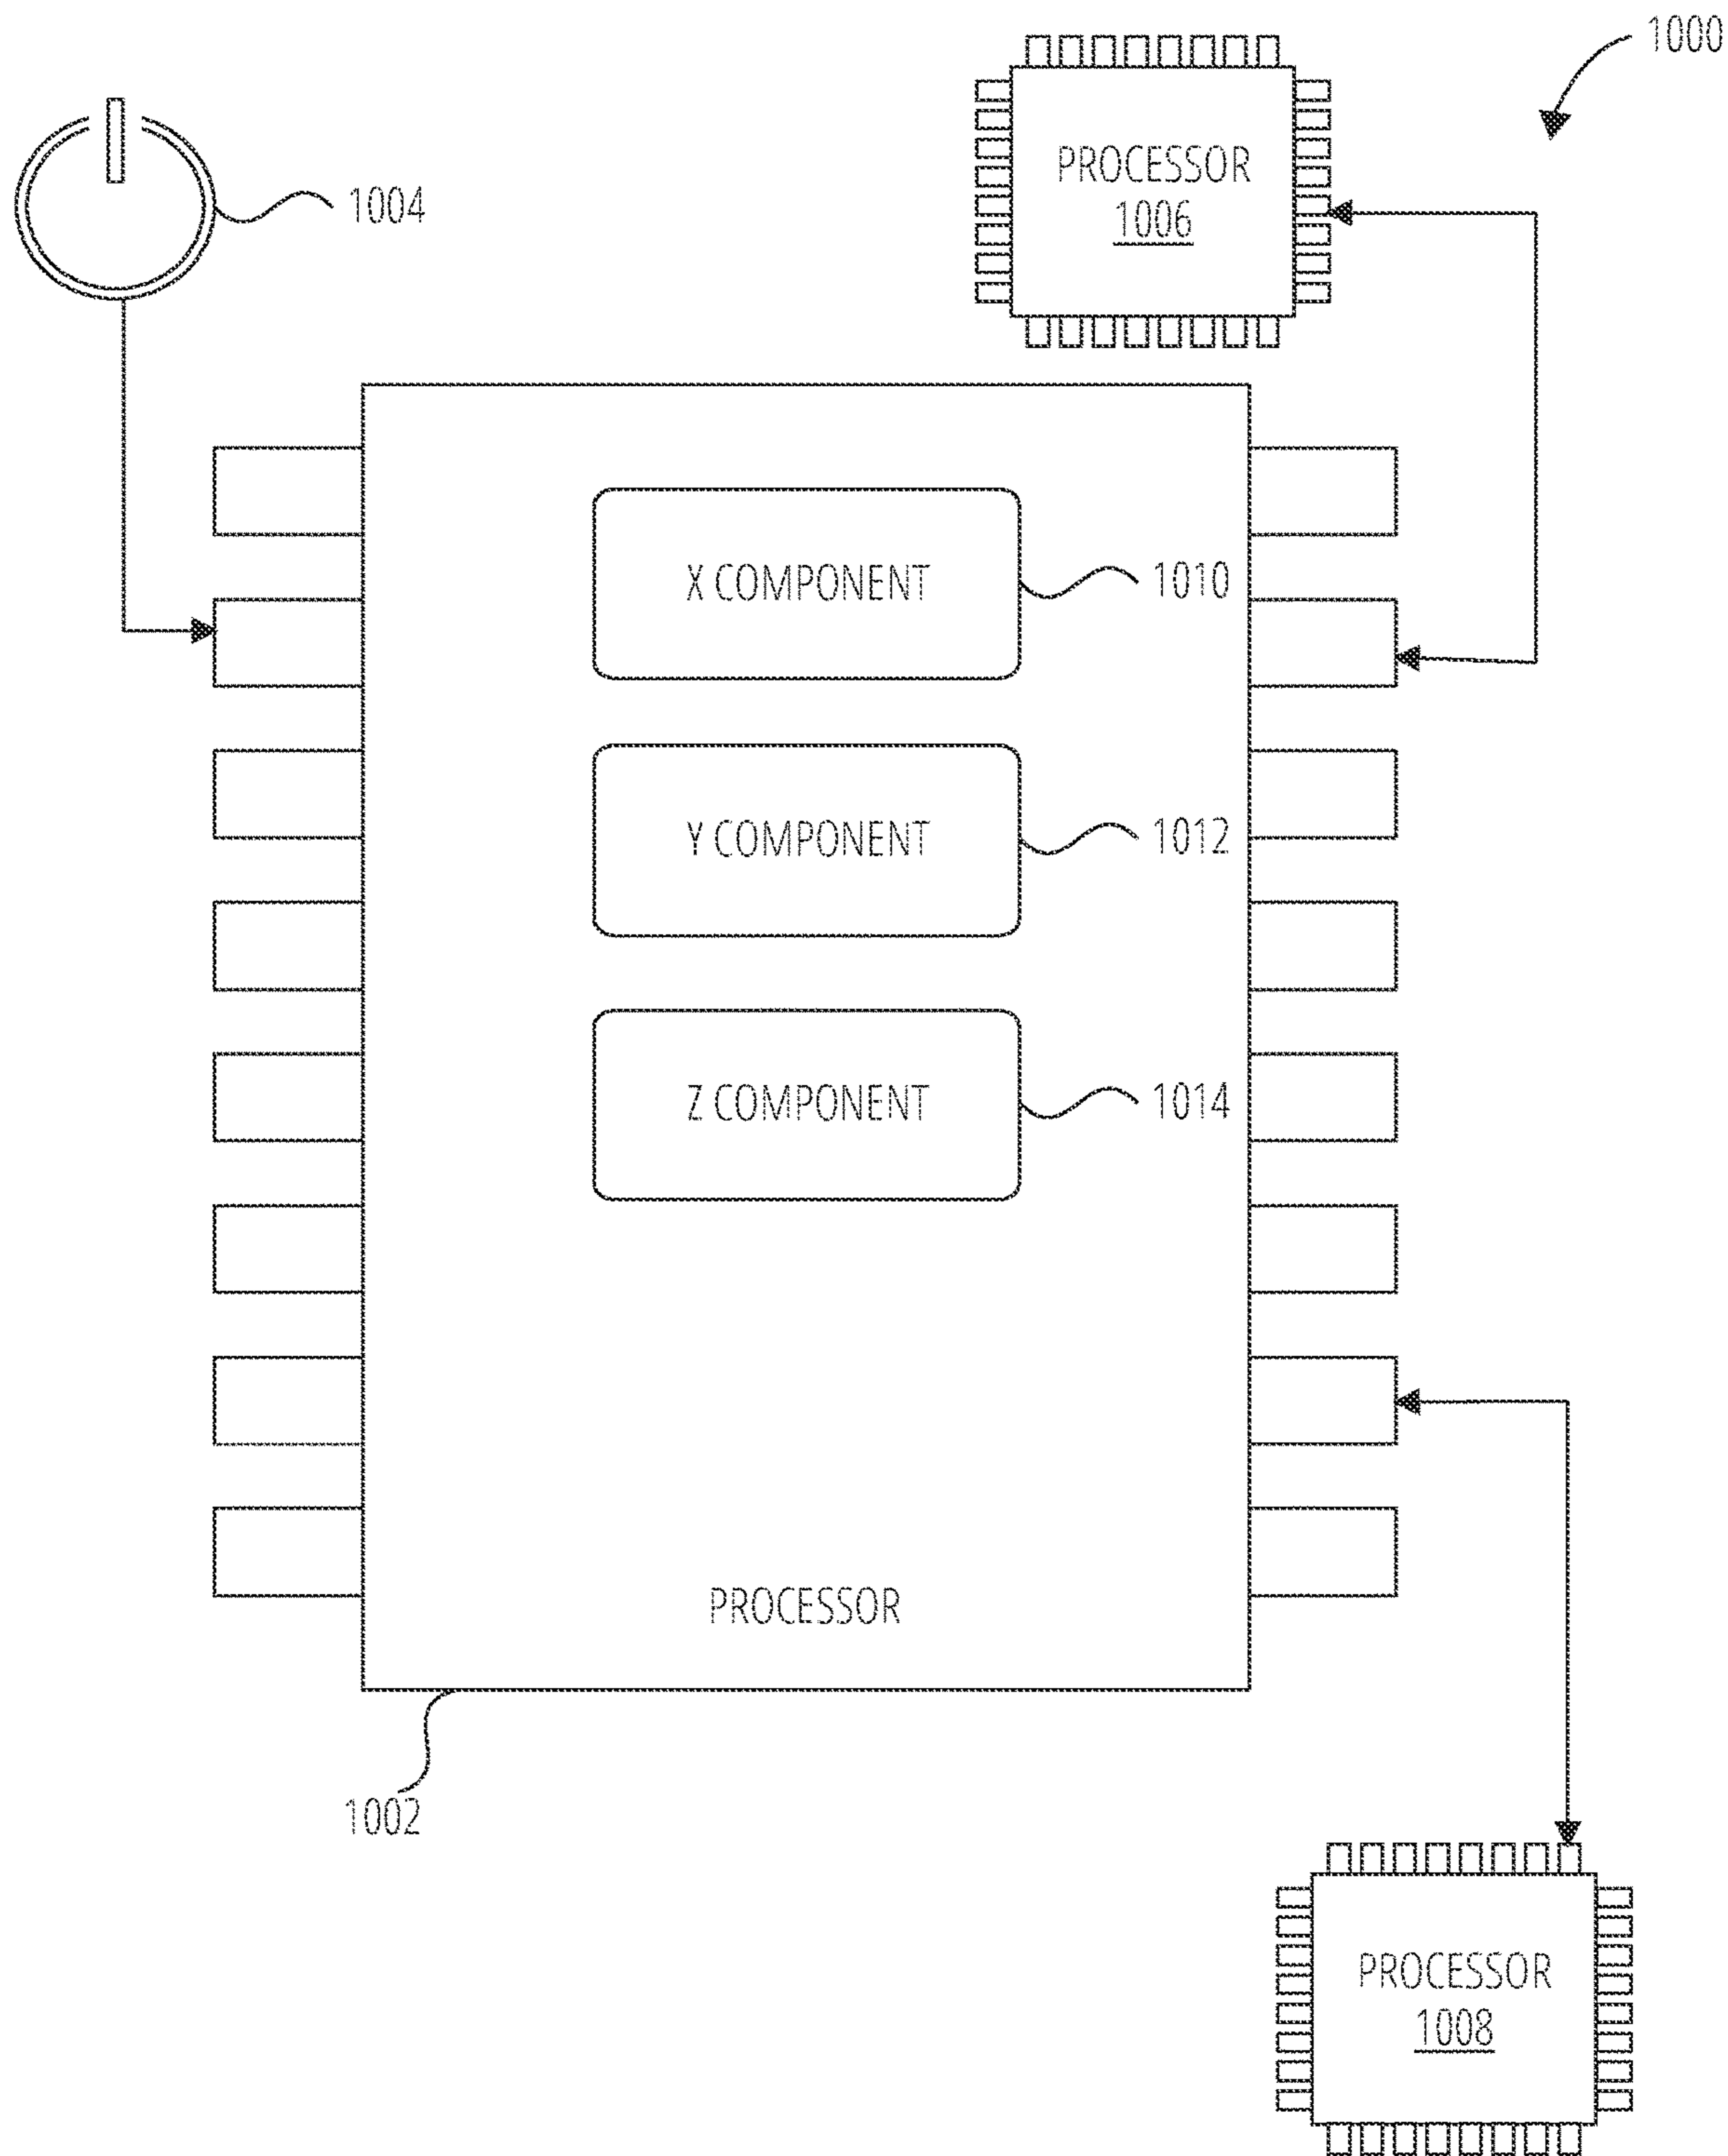 1000
PROCESSOR
1006
1004
X COMPONENT
1010
Y COMPONENT
1012
Z COMPONENT
1014
PROCESSOR
1002
PROCESSOR
1008